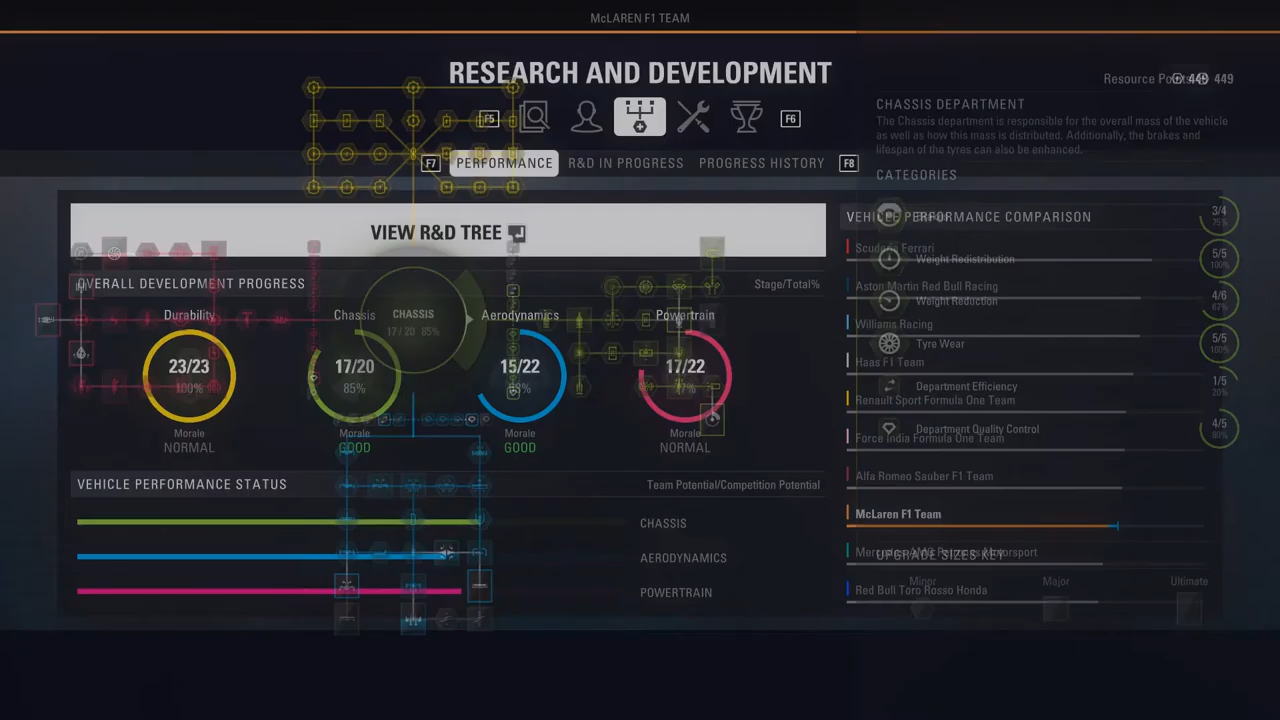 McLAREN F1 TEAM
RESEARCH AND DEVELOPMENT
Resource Points 449
F5
F6
F7 PERFORMANCE R&D IN PROGRESS PROGRESS HISTORY F8
CHASSIS DEPARTMENT
The Chassis department is responsible for the overall mass of the vehicle
as well as how this mass is distributed. Additionally, the brakes and
lifespan of the tyres can also be enhanced.
CATEGORIES
VIEW R&D TREE
OVERALL DEVELOPMENT PROGRESS Stage/Total%
Durability
23/23
100%
Morale
NORMAL
Chassis
17/20
85%
Morale
GOOD
Aerodynamics
15/22
Morale
GOOD
Powertrain
17/22
Morale
NORMAL
CHASSIS
17 / 20 85%
VEHICLE PERFORMANCE STATUS Team Potential/Competition Potential
CHASSIS
AERODYNAMICS
POWERTRAIN
VEHICLE PERFORMANCE COMPARISON
Scuderia Ferrari
Aston Martin Red Bull Racing
Williams Racing
Haas F1 Team
Renault Sport Formula One Team
Force India Formula One Team
Alfa Romeo Sauber F1 Team
McLaren F1 Team
Red Bull Toro Rosso Honda
3/4
75%
Weight Redistribution 5/5
100%
Weight Reduction 4/6
67%
Tyre Wear 5/5
100%
Department Efficiency 1/5
20%
Department Quality Control 4/5
80%
UPGRADE SIZES KEY
Minor Major Ultimate